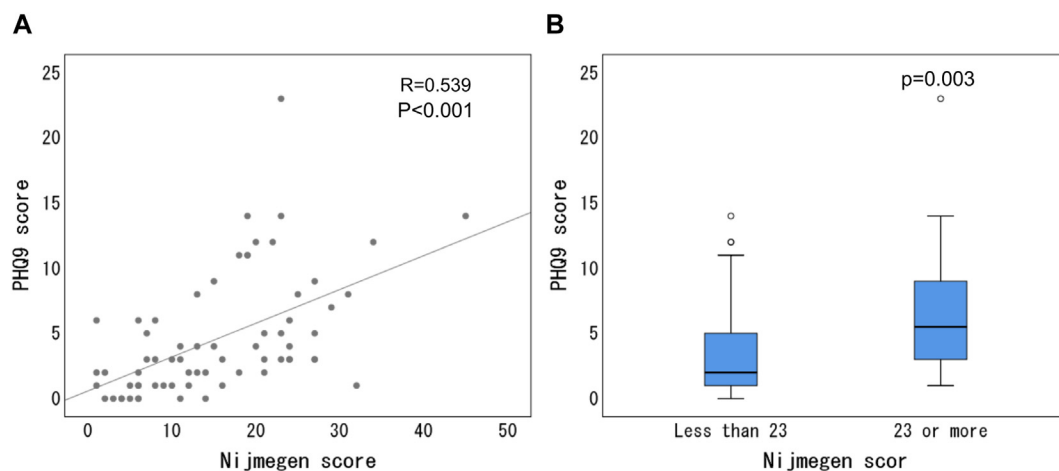 A
R=0.539
P<0.001
25
20
15
10
5
0
PHQ9 score
0 10 20 30 40 50
Nijmegen score
B
p=0.003
25
20
15
10
5
0
PHQ9 score
Less than 23 23 or more
Nijmegen scor